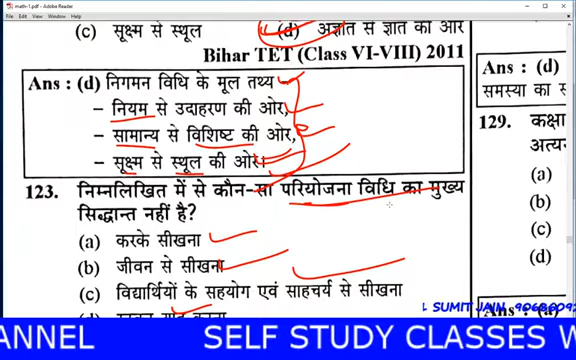 math-1.pdf - Adobe Reader
File Edit View Window Help
(c) सूक्ष्म से स्थूल (d) अज्ञात से ज्ञात की ओर
Bihar TET (Class VI-VIII) 2011
Ans : (d) निगमन विधि के मूल तथ्य
– नियम से उदाहरण की ओर,
– सामान्य से विशिष्ट की ओर,
– सूक्ष्म से स्थूल की ओर।
123. निम्नलिखित में से कौन-सा परियोजना विधि का मुख्य
सिद्धान्त नहीं है?
(a) करके सीखना
(b) जीवन से सीखना
(c) विद्यार्थियों के सहयोग एवं साहचर्य से सीखना
Ans : (d)
समस्या का स
129. कक्षा
अत्यन
(a)
(b)
(c)
(d)
SUMIT JAIN, 90686092
ANNEL SELF STUDY CLASSES W